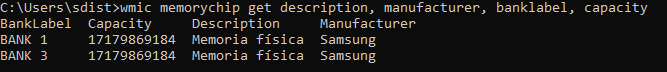 C:\Users\sdist>wmic memorychip get description, manufacturer, banklabel, capacity
BankLabel  Capacity     Description     Manufacturer
BANK 1     17179869184  Memoria física  Samsung
BANK 3     17179869184  Memoria física  Samsung